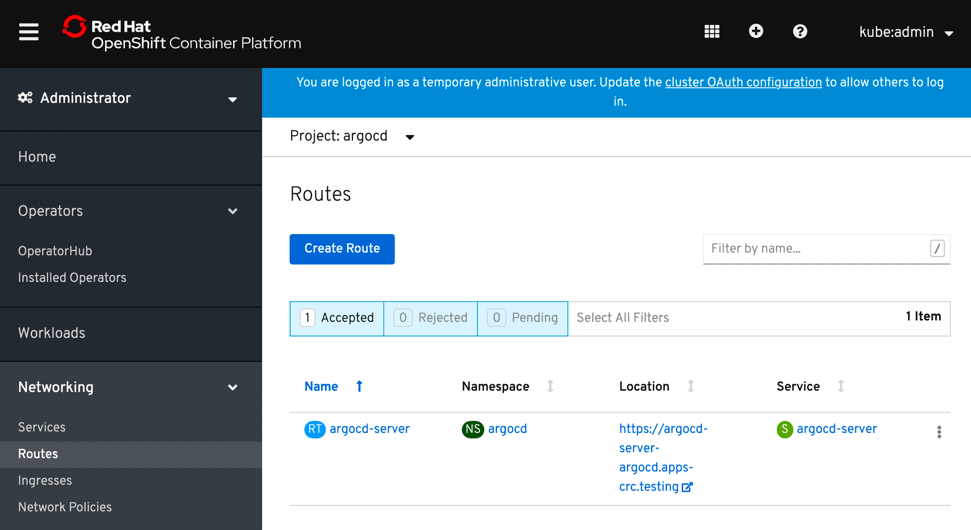 Red Hat
OpenShift Container Platform
kube:admin
Administrator
Home
Operators
OperatorHub
Installed Operators
Workloads
Networking
Services
Routes
Ingresses
Network Policies
You are logged in as a temporary administrative user. Update the cluster OAuth configuration to allow others to log
in.
Project: argocd
Routes
Create Route
Filter by name... /
1 Accepted 0 Rejected 0 Pending Select All Filters 1 Item
Name Namespace Location Service
RT argocd-server NS argocd https://argocd- S argocd-server
server-
argocd.apps-
crc.testing